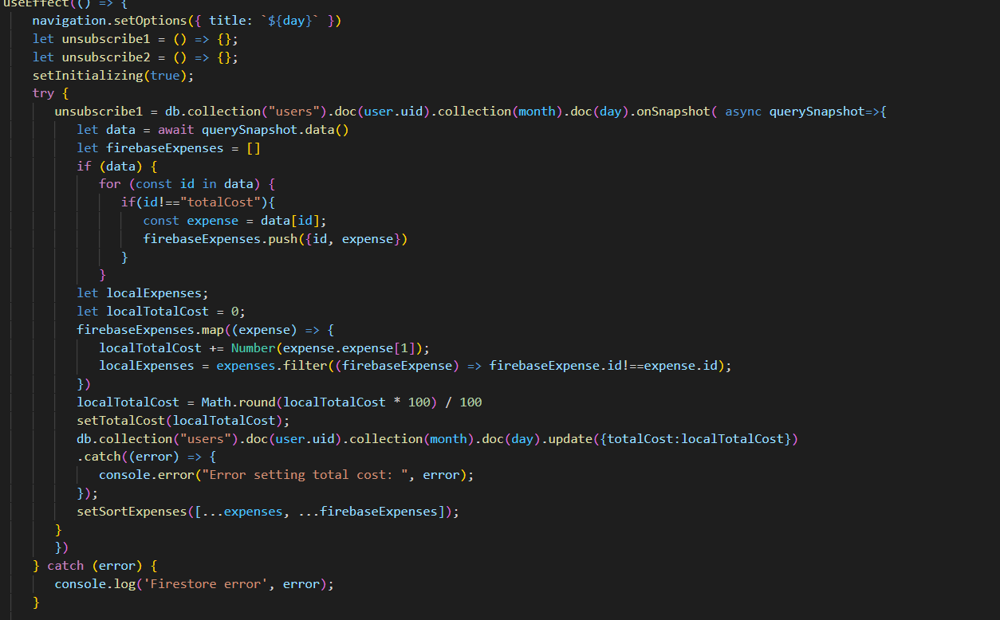 useEffect(() => {
navigation.setOptions({ title: `${day}` })
let unsubscribe1 = () => {};
let unsubscribe2 = () => {};
setInitializing(true);
try {
unsubscribe1 = db.collection("users").doc(user.uid).collection(month).doc(day).onSnapshot( async querySnapshot=>{
let data = await querySnapshot.data()
let firebaseExpenses = []
if (data) {
for (const id in data) {
if(id!=="totalCost"){
const expense = data[id];
firebaseExpenses.push({id, expense})
}
}
let localExpenses;
let localTotalCost = 0;
firebaseExpenses.map((expense) => {
localTotalCost += Number(expense.expense[1]);
localExpenses = expenses.filter((firebaseExpense) => firebaseExpense.id!==expense.id);
})
localTotalCost = Math.round(localTotalCost * 100) / 100
setTotalCost(localTotalCost);
db.collection("users").doc(user.uid).collection(month).doc(day).update({totalCost:localTotalCost})
.catch((error) => {
console.error("Error setting total cost: ", error);
});
setSortExpenses([...expenses, ...firebaseExpenses]);
}
})
} catch (error) {
console.log('Firestore error', error);
}